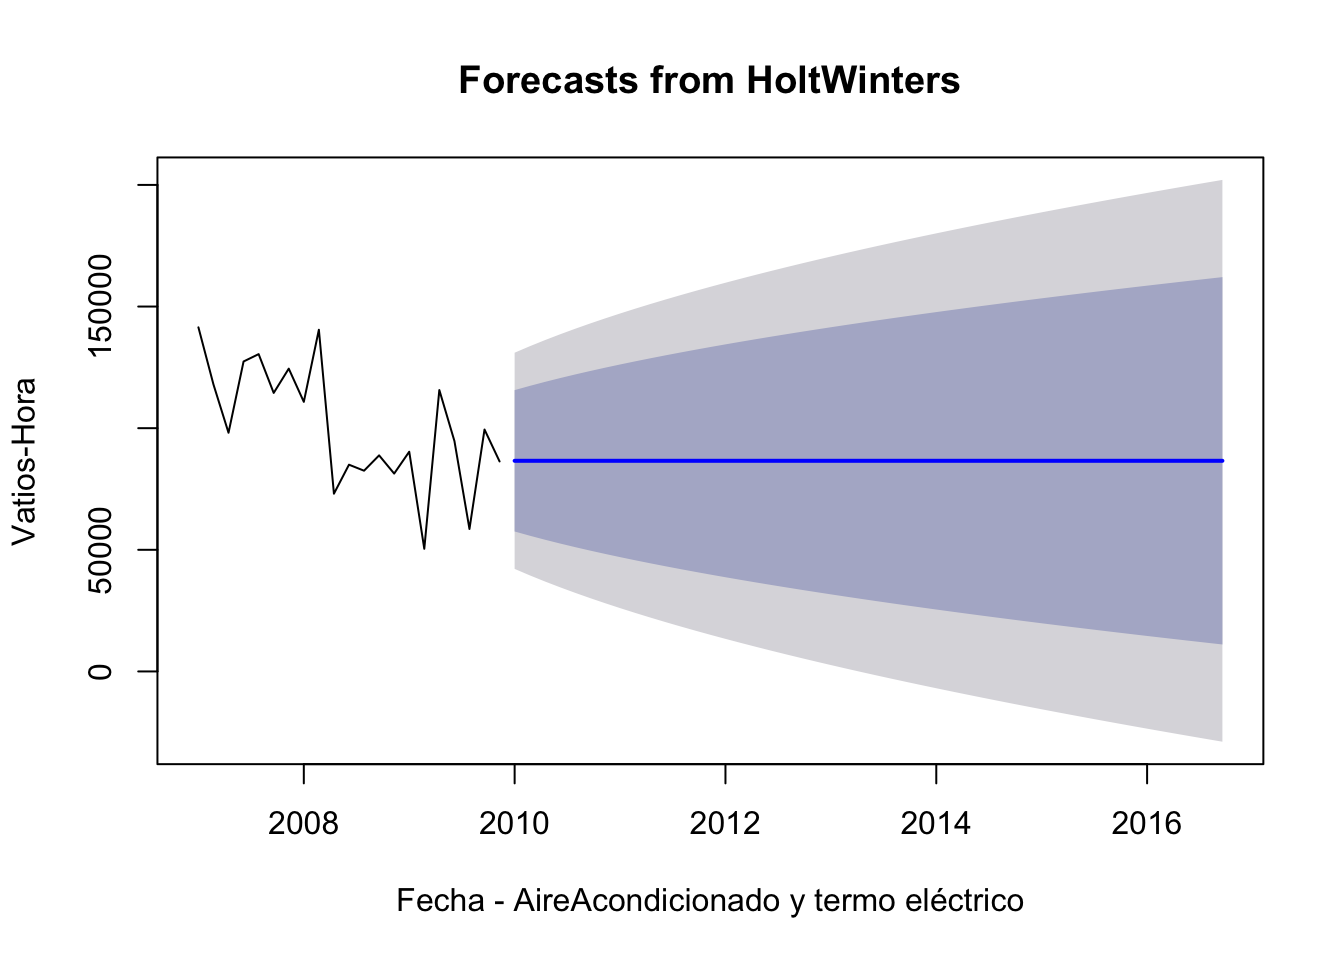 Forecasts from HoltWinters
Vatios-Hora
150000
50000
0
2008 2010 2012 2014 2016
Fecha - AireAcondicionado y termo eléctrico